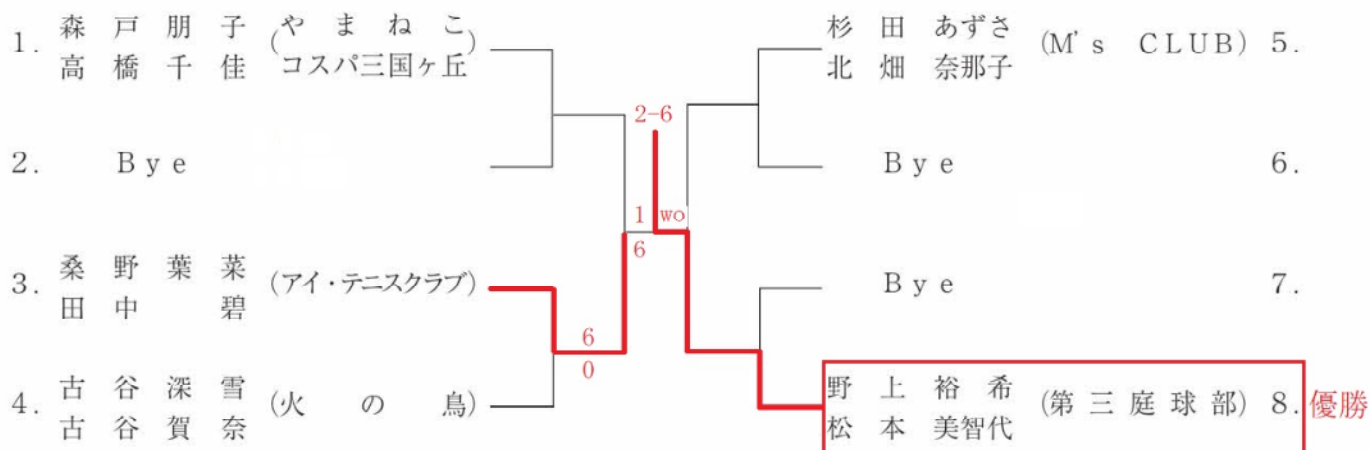 1. 森戸朋子 (やまねこ)
高橋千佳 コスパ三国ヶ丘
2. Bye
3. 桑野葉菜 (アイ・テニスクラブ)
田中 碧
4. 古谷深雪 (火の鳥)
古谷賀奈
6
0
2-6
1 wo
6
杉田 あずさ (M's CLUB) 5.
北畑 奈那子
Bye 6.
Bye 7.
野上裕希 (第三庭球部) 8. 優勝
松本 美智代